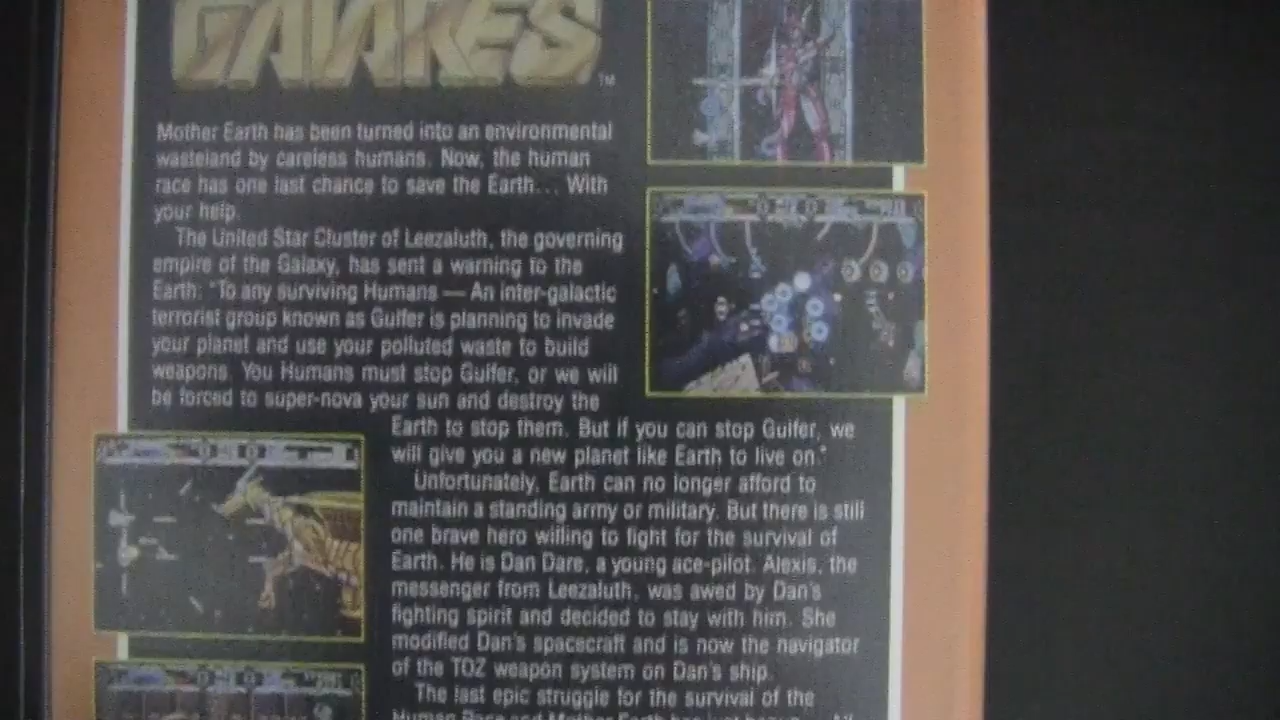 GAIARES
TM
Mother Earth has been turned into an environmental
wasteland by careless humans. Now, the human
race has one last chance to save the Earth... With
your help.
The United Star Cluster of Leezaluth, the governing
empire of the Galaxy, has sent a warning to the
Earth: "To any surviving Humans — An inter-galactic
terrorist group known as Gulfer is planning to invade
your planet and use your polluted waste to build
weapons. You Humans must stop Gulfer, or we will
be forced to super-nova your sun and destroy the
Earth to stop them. But if you can stop Gulfer, we
will give you a new planet like Earth to live on."
Unfortunately, Earth can no longer afford to
maintain a standing army or military. But there is still
one brave hero willing to fight for the survival of
Earth. He is Dan Dare, a young ace-pilot. Alexis, the
messenger from Leezaluth, was awed by Dan's
fighting spirit and decided to stay with him. She
modified Dan's spacecraft and is now the navigator
of the TOZ weapon system on Dan's ship.
The last epic struggle for the survival of the
Human Race and Mother Earth has just begun